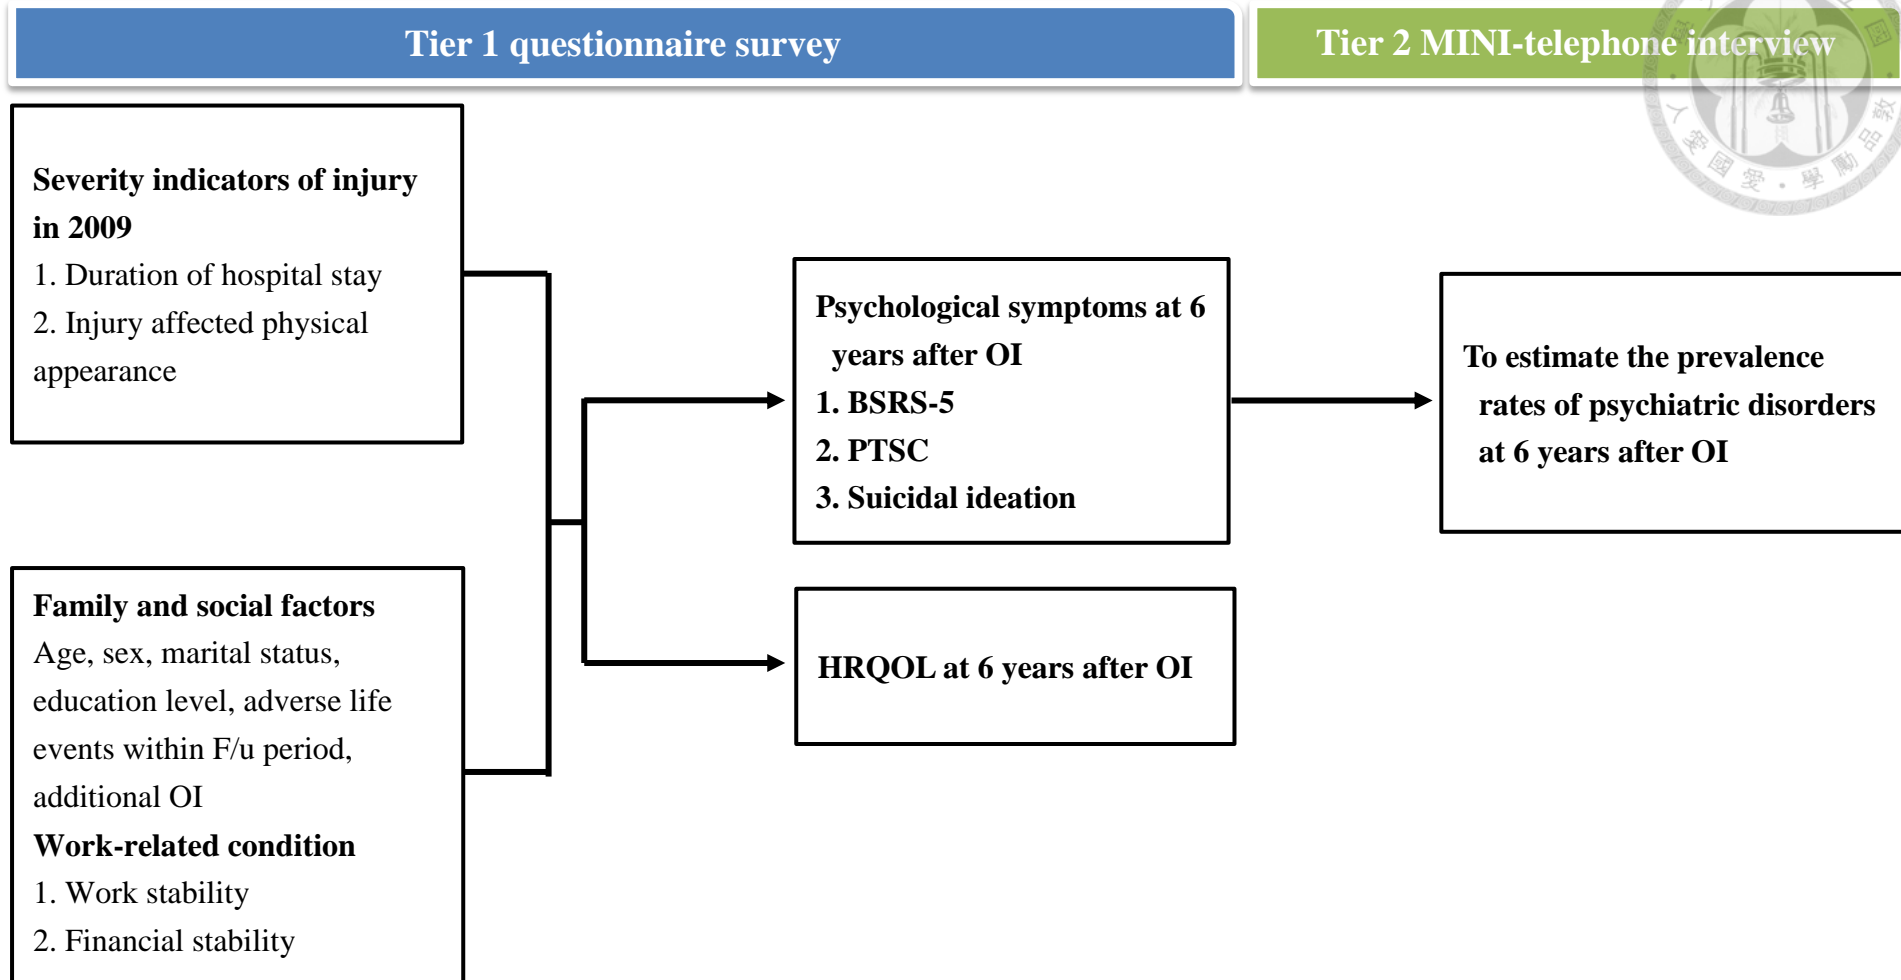 Tier 1 questionnaire survey
Tier 2 MINI-telephone interview
Severity indicators of injury
in 2009
1. Duration of hospital stay
2. Injury affected physical
appearance
Family and social factors
Age, sex, marital status,
education level, adverse life
events within F/u period,
additional OI
Work-related condition
1. Work stability
2. Financial stability
Psychological symptoms at 6
years after OI
1. BSRS-5
2. PTSC
3. Suicidal ideation
HRQOL at 6 years after OI
To estimate the prevalence
rates of psychiatric disorders
at 6 years after OI